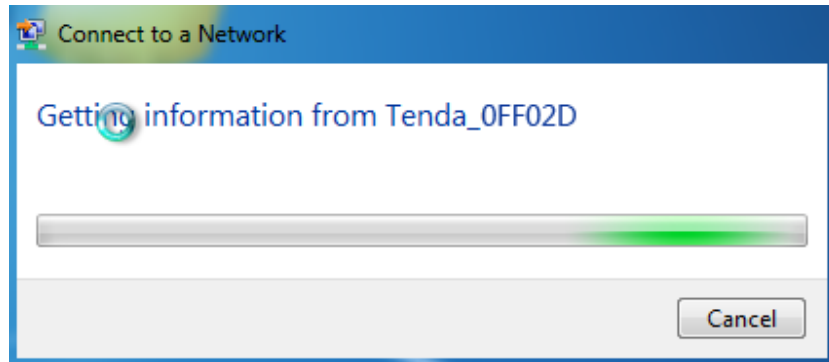 Connect to a Network
Getting information from Tenda_0FF02D
Cancel